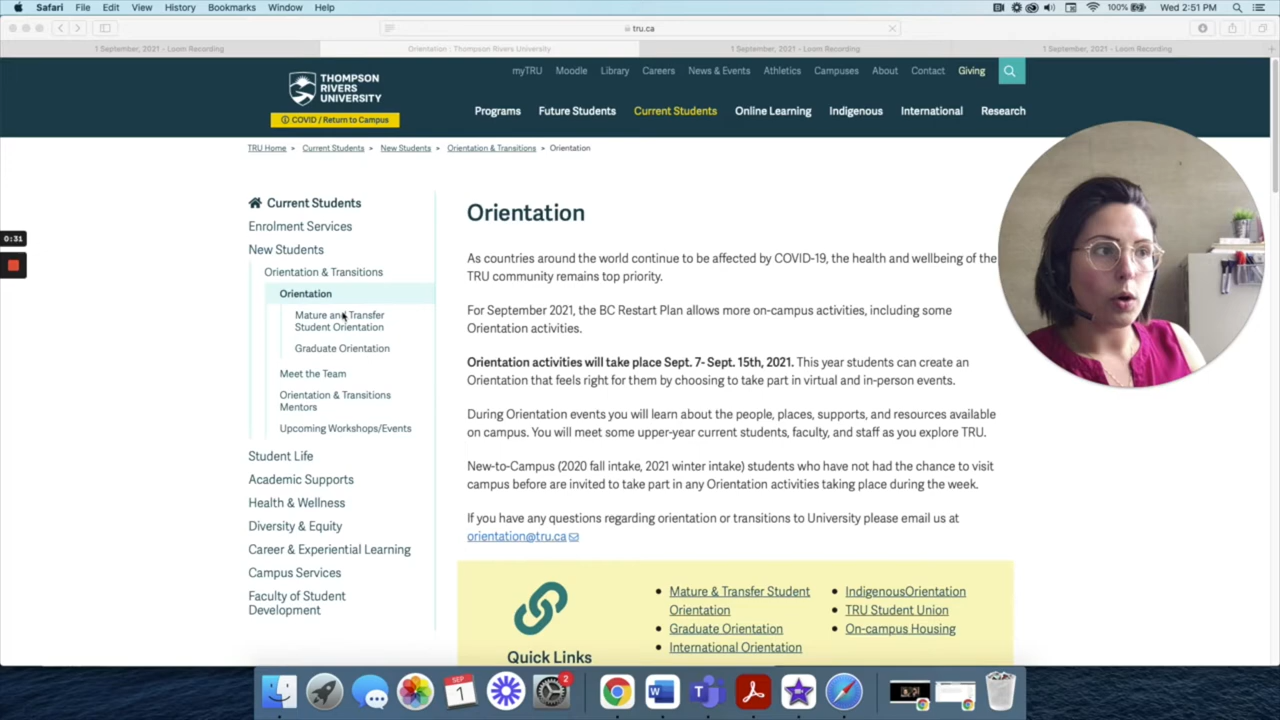 Safari File Edit View History Bookmarks Window Help
100% Wed 2:51 PM
tru.ca
1 September, 2021 - Loom Recording
Orientation : Thompson Rivers University
1 September, 2021 - Loom Recording
1 September, 2021 - Loom Recording
myTRU Moodle Library Careers News & Events Athletics Campuses About Contact Giving
THOMPSON
RIVERS
UNIVERSITY
COVID / Return to Campus
Programs Future Students Current Students Online Learning Indigenous International Research
TRU Home » Current Students » New Students » Orientation & Transitions » Orientation
0:31
Current Students
Enrolment Services
New Students
Orientation & Transitions
Orientation
Mature and Transfer
Student Orientation
Graduate Orientation
Meet the Team
Orientation & Transitions
Mentors
Upcoming Workshops/Events
Student Life
Academic Supports
Health & Wellness
Diversity & Equity
Career & Experiential Learning
Campus Services
Faculty of Student
Development
Orientation
As countries around the world continue to be affected by COVID-19, the health and wellbeing of the
TRU community remains top priority.
For September 2021, the BC Restart Plan allows more on-campus activities, including some
Orientation activities.
Orientation activities will take place Sept. 7- Sept. 15th, 2021. This year students can create an
Orientation that feels right for them by choosing to take part in virtual and in-person events.
During Orientation events you will learn about the people, places, supports, and resources available
on campus. You will meet some upper-year current students, faculty, and staff as you explore TRU.
New-to-Campus (2020 fall intake, 2021 winter intake) students who have not had the chance to visit
campus before are invited to take part in any Orientation activities taking place during the week.
If you have any questions regarding orientation or transitions to University please email us at
orientation@tru.ca
Quick Links
Mature & Transfer Student
Orientation
Graduate Orientation
International Orientation
IndigenousOrientation
TRU Student Union
On-campus Housing
SEP
1
2